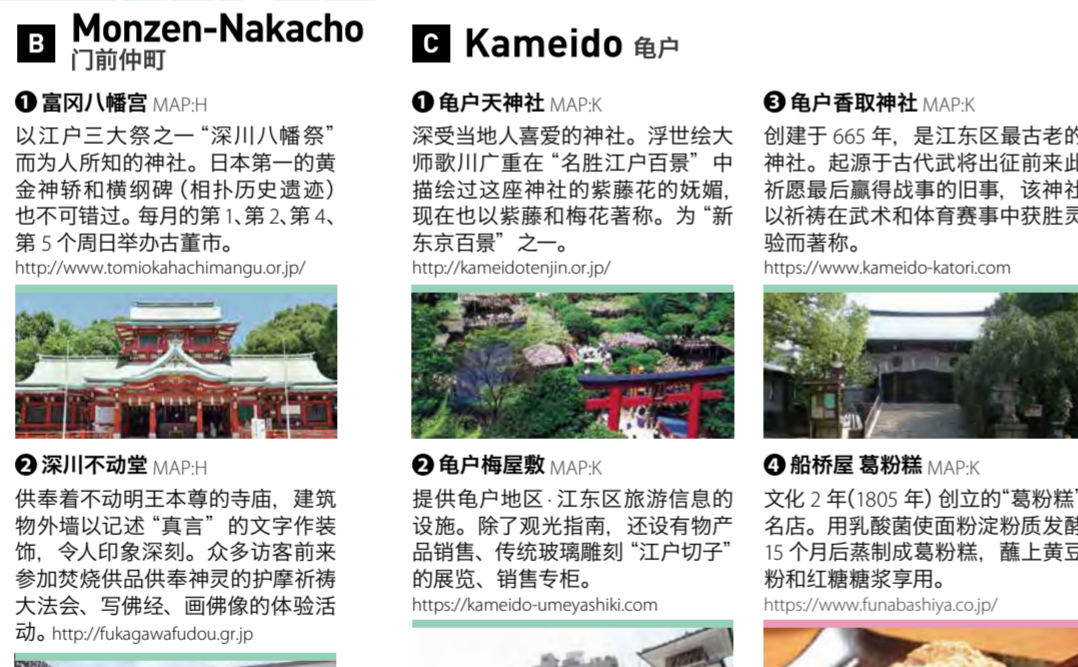 B Monzen-Nakacho
门前仲町
❶ 富冈八幡宫 MAP:H
以江户三大祭之一 “深川八幡祭”
而为人所知的神社。日本第一的黄
金神轿和横纲碑（相扑历史遗迹）
也不可错过。每月的第 1、第 2、第 4、
第 5 个周日举办古董市。
http://www.tomiokahachimangu.or.jp/
❷ 深川不动堂 MAP:H
供奉着不动明王本尊的寺庙，建筑
物外墙以记述 “真言” 的文字作装
饰，令人印象深刻。众多访客前来
参加焚烧供品供奉神灵的护摩祈祷
大法会、写佛经、画佛像的体验活
动。http://fukagawafudou.gr.jp
C Kameido 龟户
❶ 龟户天神社 MAP:K
深受当地人喜爱的神社。浮世绘大
师歌川广重在 “名胜江户百景” 中
描绘过这座神社的紫藤花的妩媚，
现在也以紫藤和梅花著称。为 “新
东京百景” 之一。
http://kameidotenjin.or.jp/
❷ 龟户梅屋敷 MAP:K
提供龟户地区 · 江东区旅游信息的
设施。除了观光指南，还设有物产
品销售、传统玻璃雕刻 “江户切子”
的展览、销售专柜。
https://kameido-umeyashiki.com
❸ 龟户香取神社 MAP:K
创建于 665 年，是江东区最古老的
神社。起源于古代武将出征前来此
祈愿最后赢得战事的旧事，该神社
以祈祷在武术和体育赛事中获胜灵
验而著称。
https://www.kameido-katori.com
❹ 船桥屋 葛粉糕 MAP:K
文化 2 年（1805 年）创立的“葛粉糕”
名店。用乳酸菌使面粉淀粉质发酵
15 个月后蒸制成葛粉糕，蘸上黄豆
粉和红糖糖浆享用。
https://www.funabashiya.co.jp/